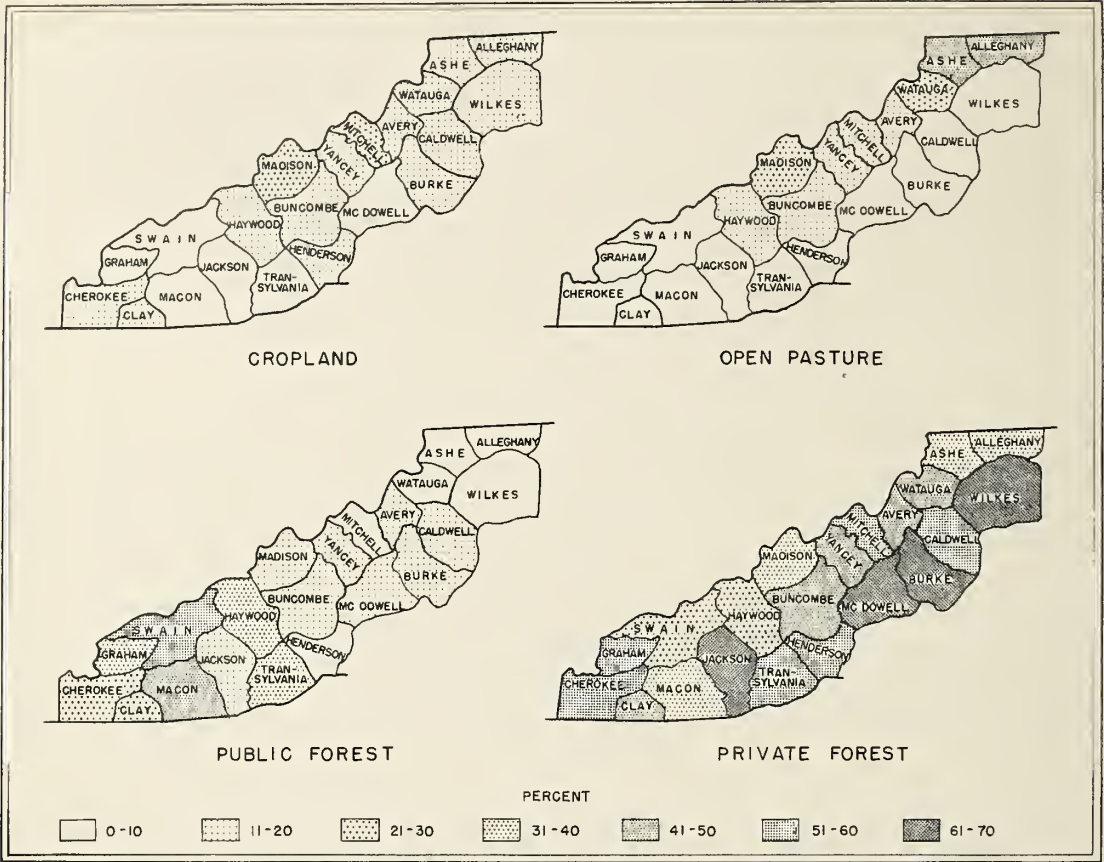 ALLEGHANY
ASHE
WATAUGA
WILKES
AVERY
MITCHELL
CALDWELL
YANCEY
MADISON
BURKE
BUNCOMBE
MC DOWELL
HAYWOOD
SWAIN
HENDERSON
GRAHAM
JACKSON
TRAN-
SYLVANIA
CHEROKEE
MACON
CLAY
CROPLAND
ALLEGHANY
ASHE
WATAUGA
WILKES
AVERY
MITCHELL
CALDWELL
YANCEY
MADISON
BURKE
BUNCOMBE
MC DOWELL
HAYWOOD
SWAIN
HENDERSON
GRAHAM
JACKSON
TRAN-
SYLVANIA
CHEROKEE
MACON
CLAY
OPEN PASTURE
ALLEGHANY
ASHE
WATAUGA
WILKES
AVERY
MITCHELL
CALDWELL
YANCEY
MADISON
BURKE
BUNCOMBE
MC DOWELL
HAYWOOD
SWAIN
HENDERSON
GRAHAM
JACKSON
TRAN-
SYLVANIA
CHEROKEE
MACON
CLAY
PUBLIC FOREST
ALLEGHANY
ASHE
WATAUGA
WILKES
AVERY
MITCHELL
CALDWELL
YANCEY
MADISON
BURKE
BUNCOMBE
MC DOWELL
HAYWOOD
SWAIN
HENDERSON
GRAHAM
JACKSON
TRAN-
SYLVANIA
CHEROKEE
MACON
CLAY
PRIVATE FOREST
PERCENT
0-10 11-20 21-30 31-40 41-50 51-60 61-70